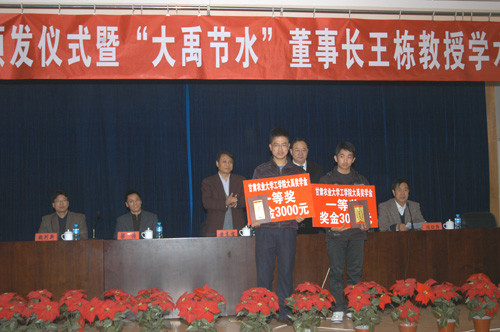 颁发仪式暨“大禹节水”董事长王栋教授学术
甘肃农业大学工学院大禹奖学金
一等奖
奖金3000元
甘肃农业大学工学院大禹奖学金
一等
奖金30